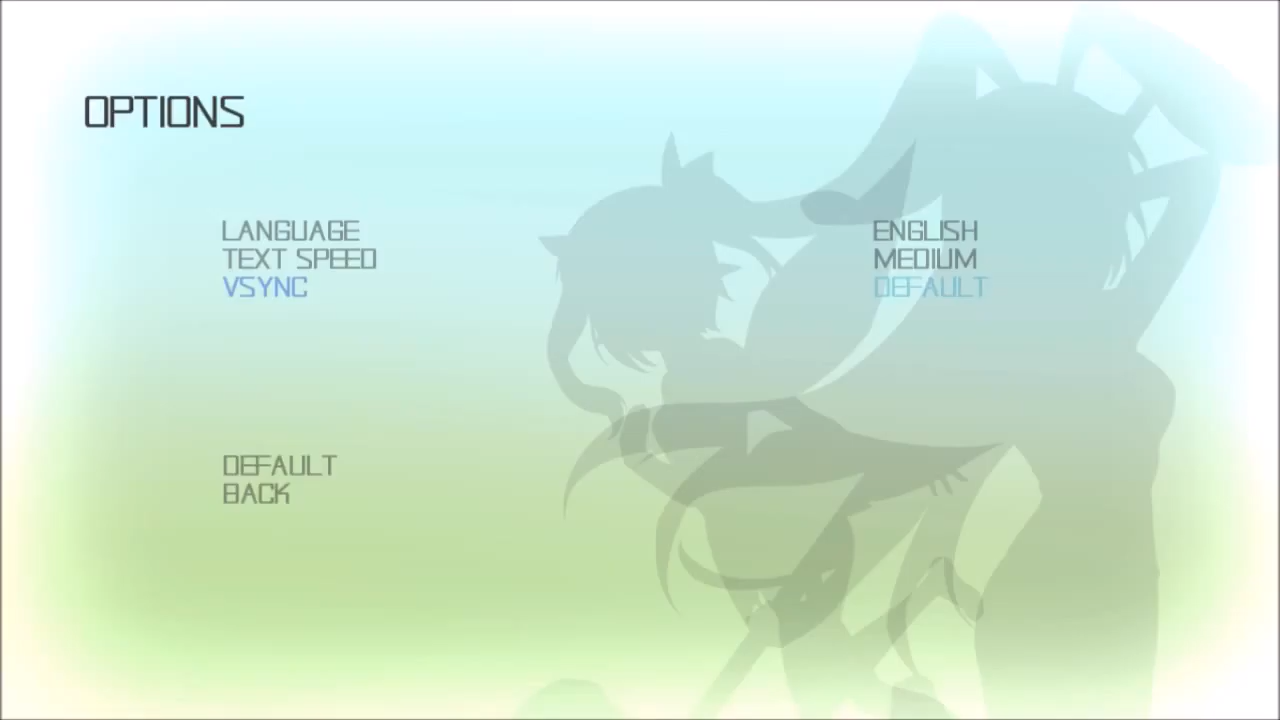 OPTIONS
LANGUAGE ENGLISH
TEXT SPEED MEDIUM
VSYNC DEFAULT
DEFAULT
BACK